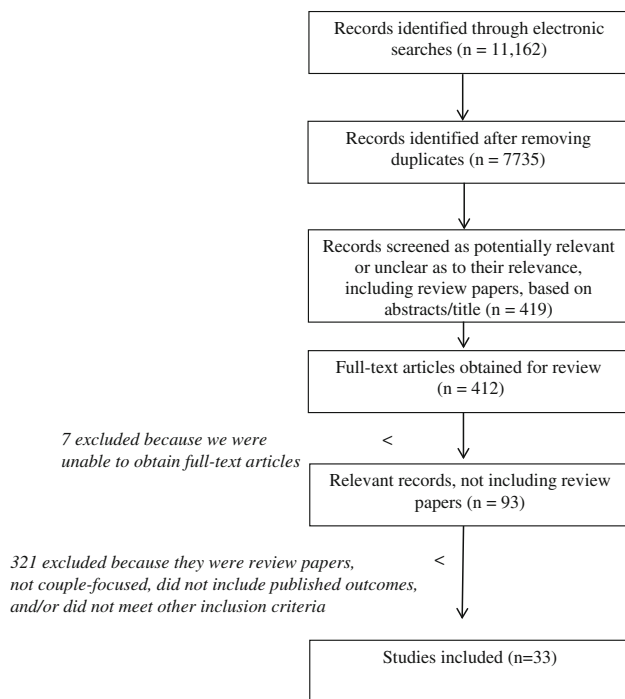 Records identified through electronic
searches (n = 11,162)
Records identified after removing
duplicates (n = 7735)
Records screened as potentially relevant
or unclear as to their relevance,
including review papers, based on
abstracts/title (n = 419)
Full-text articles obtained for review
(n = 412)
7 excluded because we were
unable to obtain full-text articles
<
Relevant records, not including review
papers (n = 93)
321 excluded because they were review papers,
not couple-focused, did not include published outcomes,
and/or did not meet other inclusion criteria
<
Studies included (n=33)